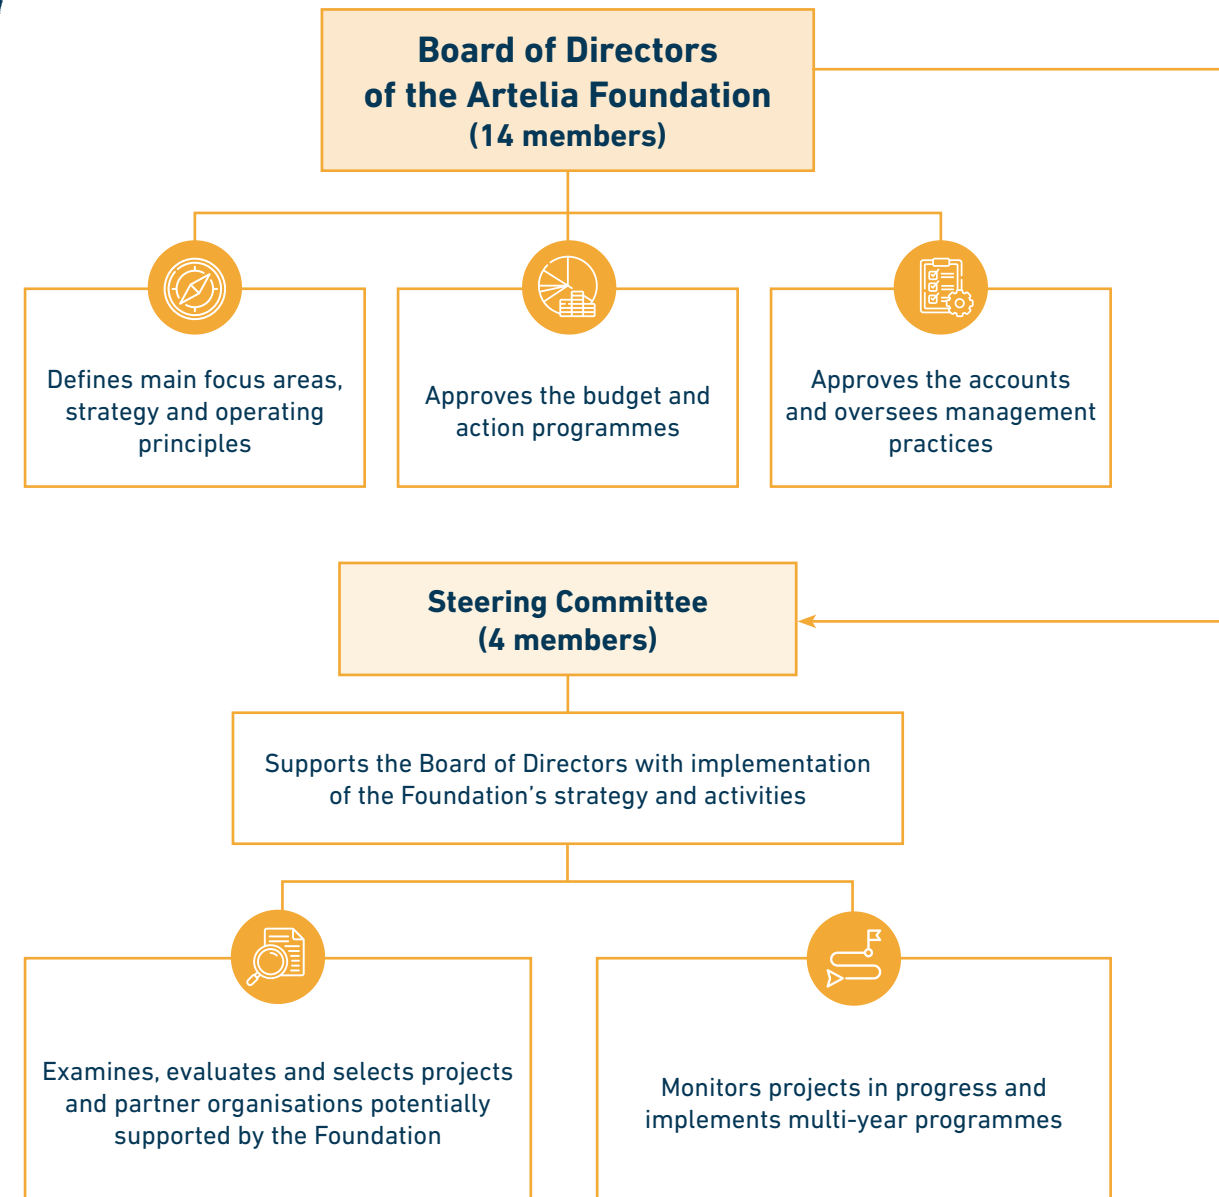 Board of Directors
of the Artelia Foundation
(14 members)
Defines main focus areas,
strategy and operating
principles
Approves the budget and
action programmes
Approves the accounts
and oversees management
practices
Steering Committee
(4 members)
Supports the Board of Directors with implementation
of the Foundation’s strategy and activities
Examines, evaluates and selects projects
and partner organisations potentially
supported by the Foundation
Monitors projects in progress and
implements multi-year programmes